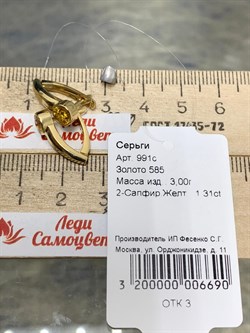 ГОСТ 17435-72
Леди
Самоцвет
Серьги
Арт. 991с
Золото 585
Масса изд 3,00г
2-Сапфир Желт 1 31ct
Производитель ИП Фесенко С.Г.
Москва, ул. Орджоникидзе, д. 11
3 200000 006690
ОТК 3
Леди
Самоцвет